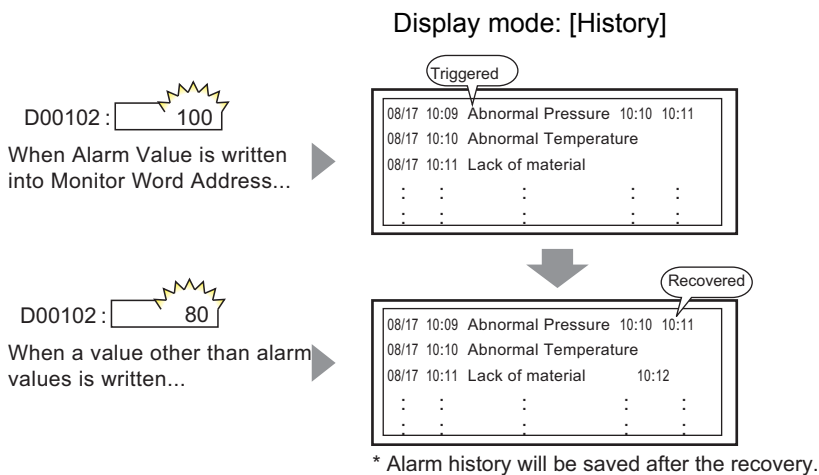 Display mode: [History]
Triggered
D00102 : 100
When Alarm Value is written
into Monitor Word Address...
08/17 10:09 Abnormal Pressure 10:10 10:11
08/17 10:10 Abnormal Temperature
08/17 10:11 Lack of material
: : : : :
: : : : :
Recovered
D00102 : 80
When a value other than alarm
values is written...
08/17 10:09 Abnormal Pressure 10:10 10:11
08/17 10:10 Abnormal Temperature
08/17 10:11 Lack of material 10:12
: : : : :
: : : : :
* Alarm history will be saved after the recovery.